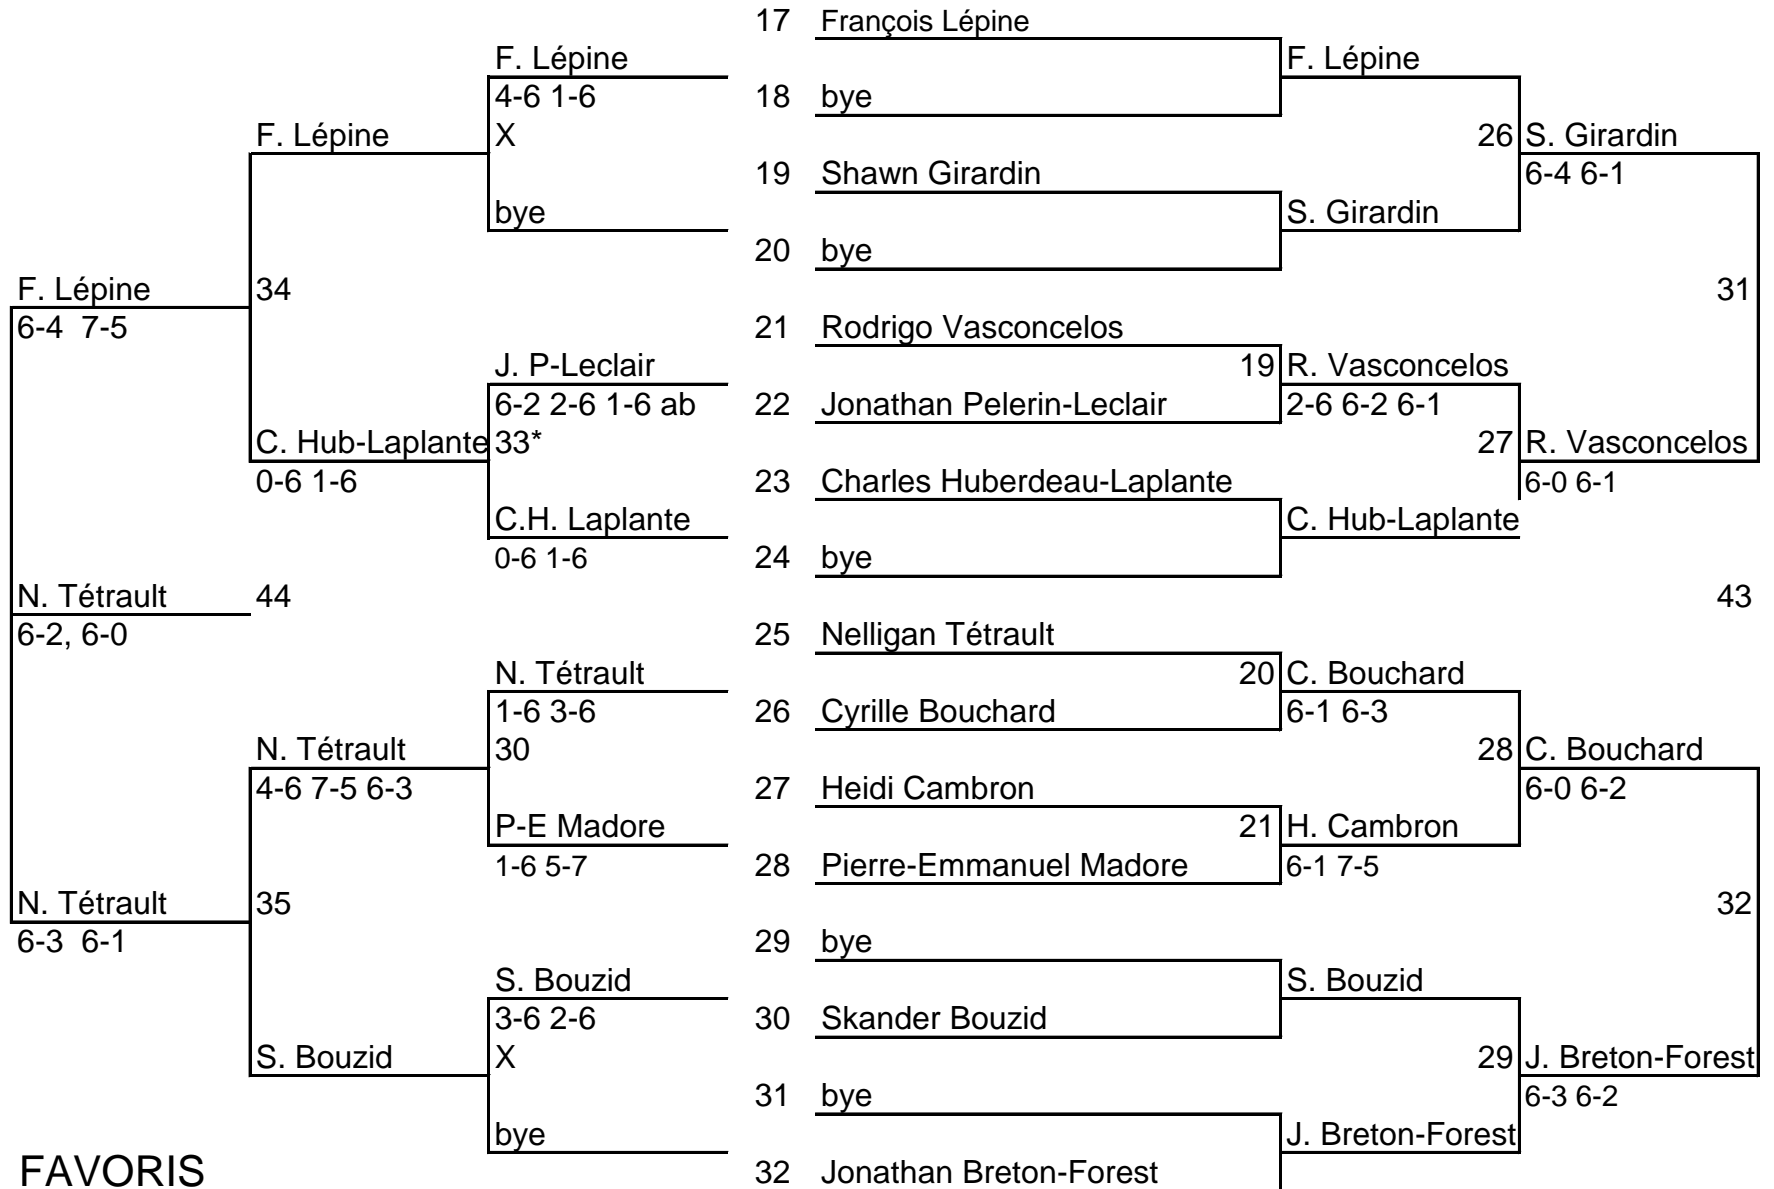 17 François Lépine
F. Lépine F. Lépine
4-6 1-6 18 bye
F. Lépine X 26 S. Girardin
19 Shawn Girardin 6-4 6-1
bye S. Girardin
20 bye
F. Lépine 34 31
6-4 7-5 21 Rodrigo Vasconcelos
J. P-Leclair 19 R. Vasconcelos
6-2 2-6 1-6 ab 22 Jonathan Pelerin-Leclair 2-6 6-2 6-1
C. Hub-Laplante 33* 27 R. Vasconcelos
0-6 1-6 23 Charles Huberdeau-Laplante 6-0 6-1
C.H. Laplante C. Hub-Laplante
0-6 1-6 24 bye
N. Tétrault 44 43
6-2, 6-0 25 Nelligan Tétrault
N. Tétrault 20 C. Bouchard
1-6 3-6 26 Cyrille Bouchard 6-1 6-3
N. Tétrault 30 28 C. Bouchard
4-6 7-5 6-3 27 Heidi Cambron 6-0 6-2
P-E Madore 21 H. Cambron
1-6 5-7 28 Pierre-Emmanuel Madore 6-1 7-5
N. Tétrault 35 32
6-3 6-1 29 bye
S. Bouzid S. Bouzid
3-6 2-6 30 Skander Bouzid
S. Bouzid X 29 J. Breton-Forest
31 bye 6-3 6-2
bye J. Breton-Forest
FAVORIS 32 Jonathan Breton-Forest